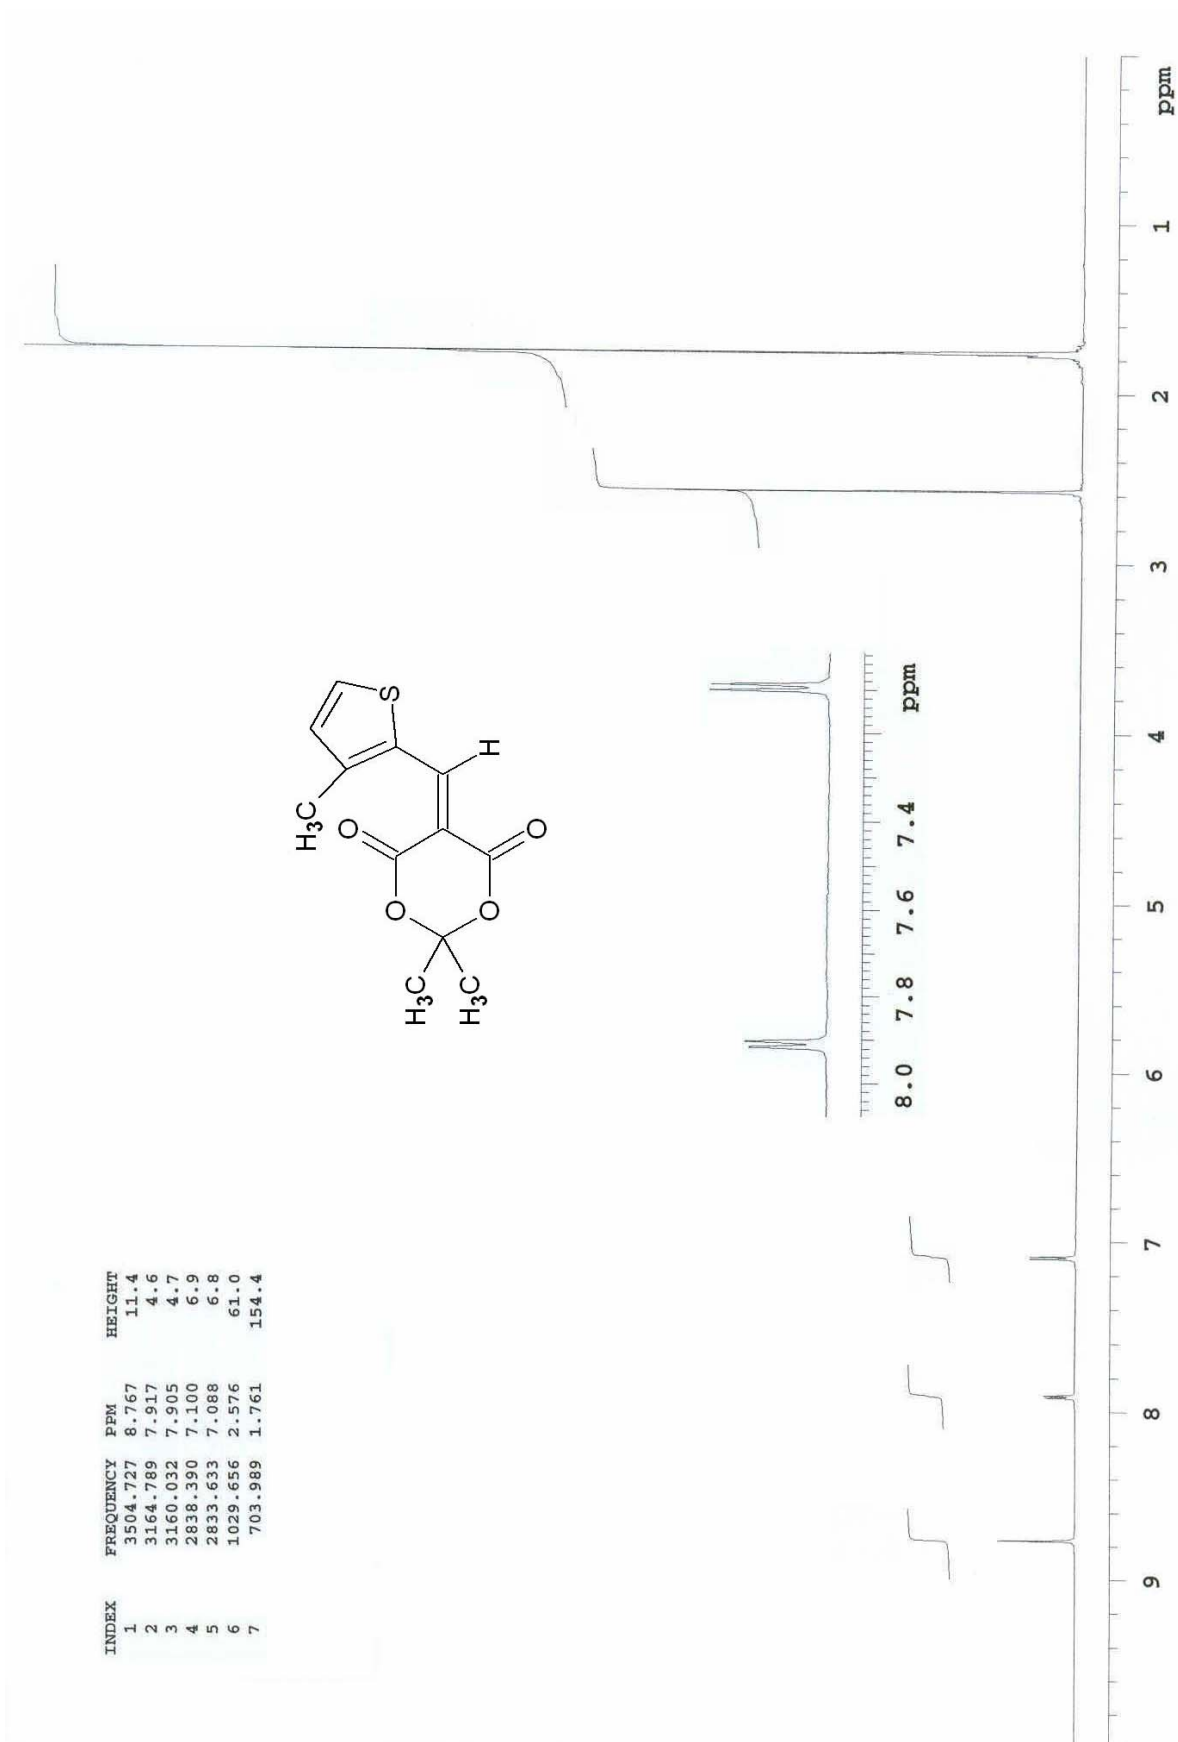 INDEX FREQUENCY PPM HEIGHT
1 3504.727 8.767 11.4
2 3164.789 7.917 4.6
3 3160.032 7.905 4.7
4 2838.390 7.100 6.9
5 2833.633 7.088 6.8
6 1029.656 2.576 61.0
7 703.989 1.761 154.4
H3C
S
O
H
O
O
O
H3C
H3C
8.0 7.8 7.6 7.4 ppm
9 8 7 6 5 4 3 2 1 ppm